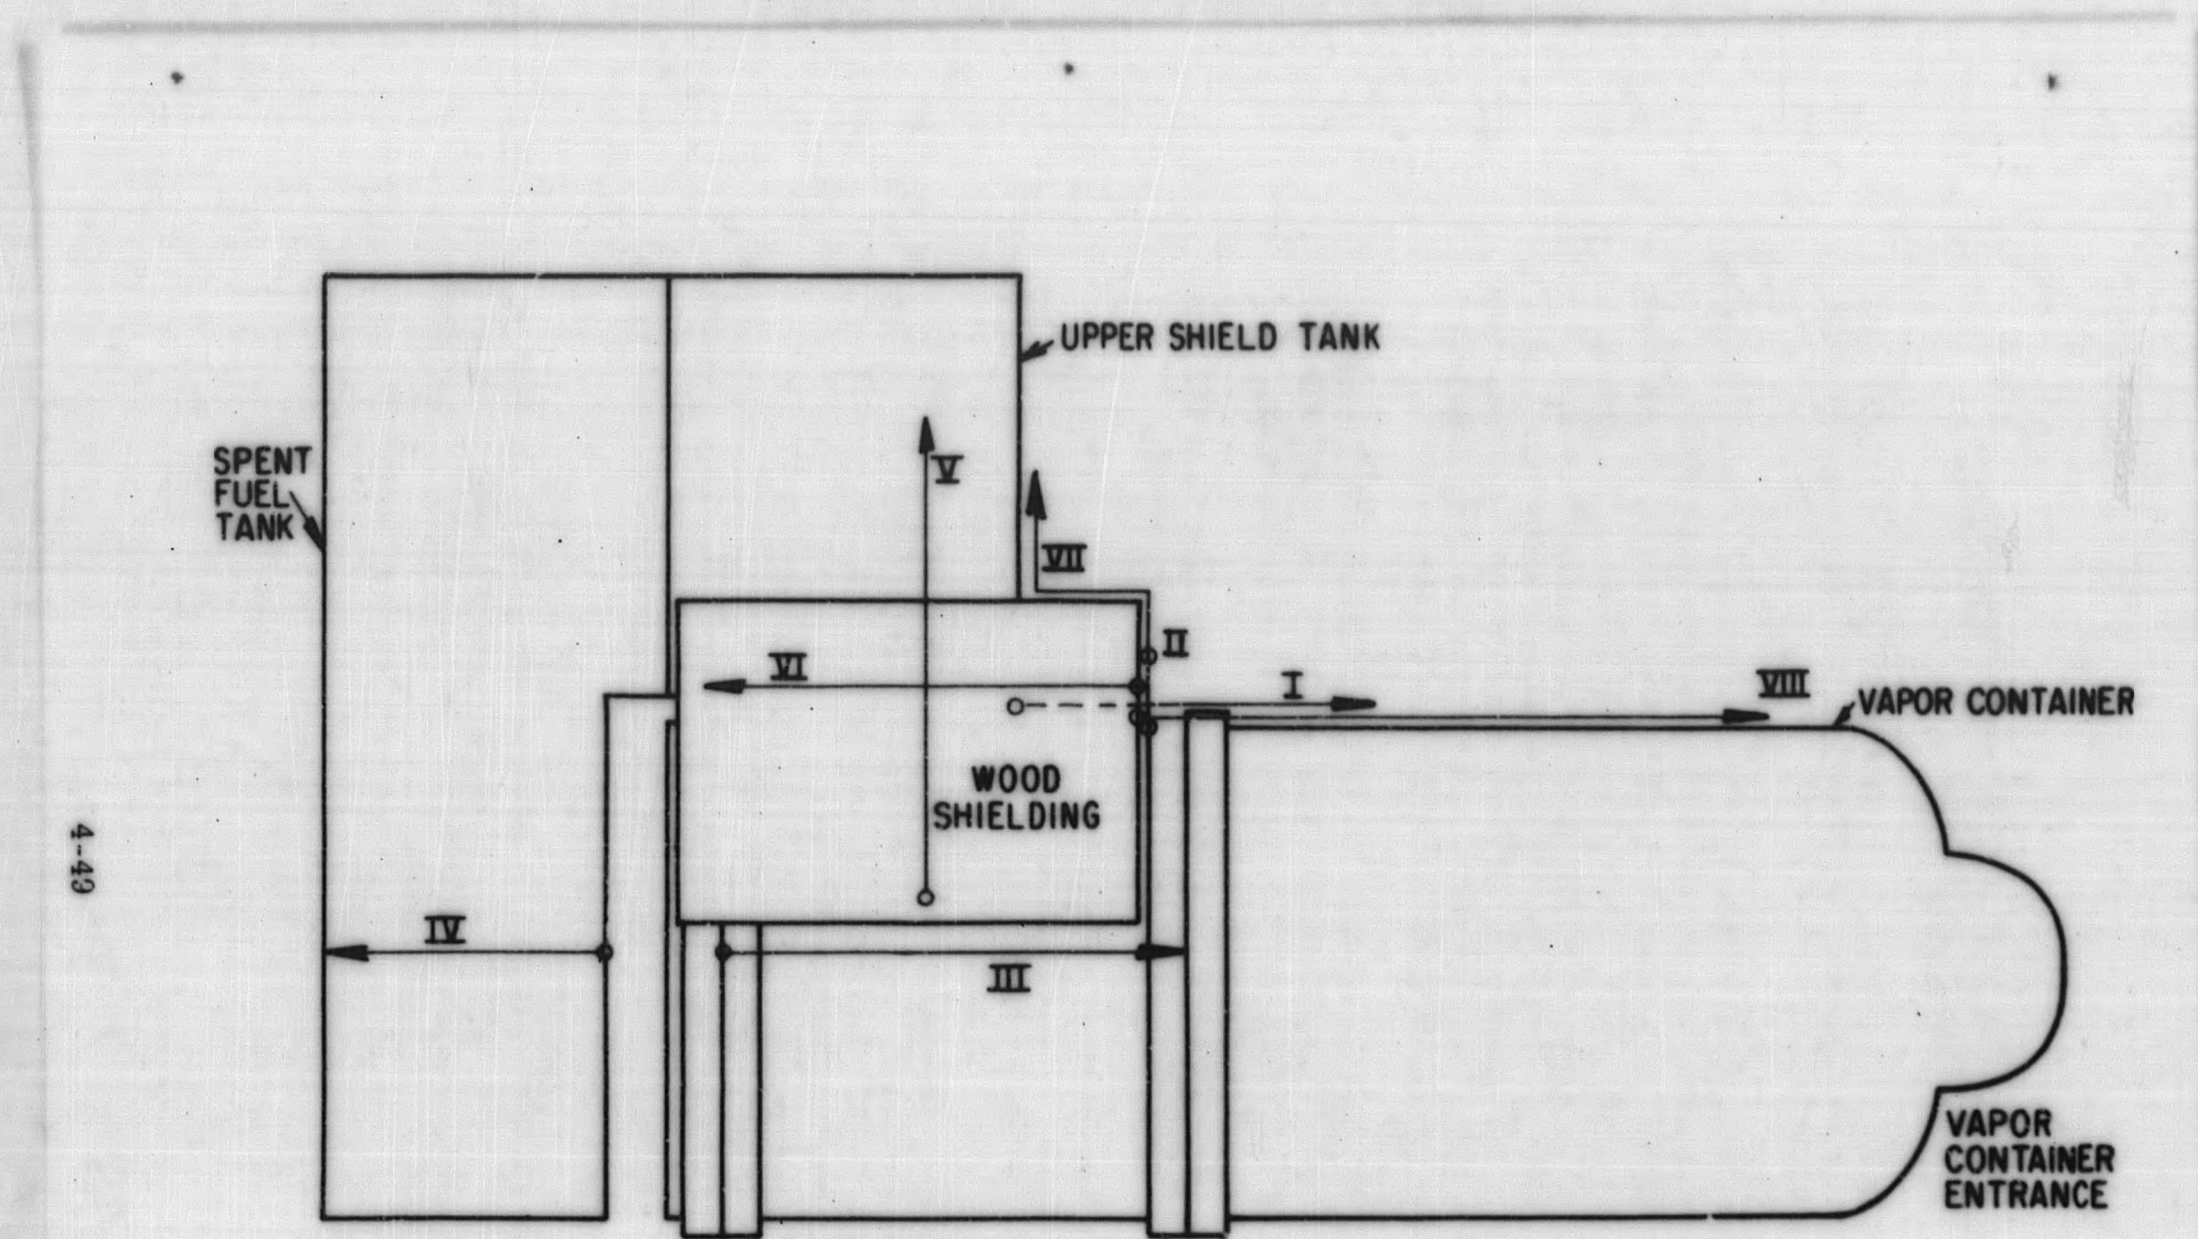 UPPER SHIELD TANK
SPENT
FUEL
TANK
V
VII
II
VI
I
VIII
VAPOR CONTAINER
WOOD
SHIELDING
4-49
IV
III
VAPOR
CONTAINER
ENTRANCE